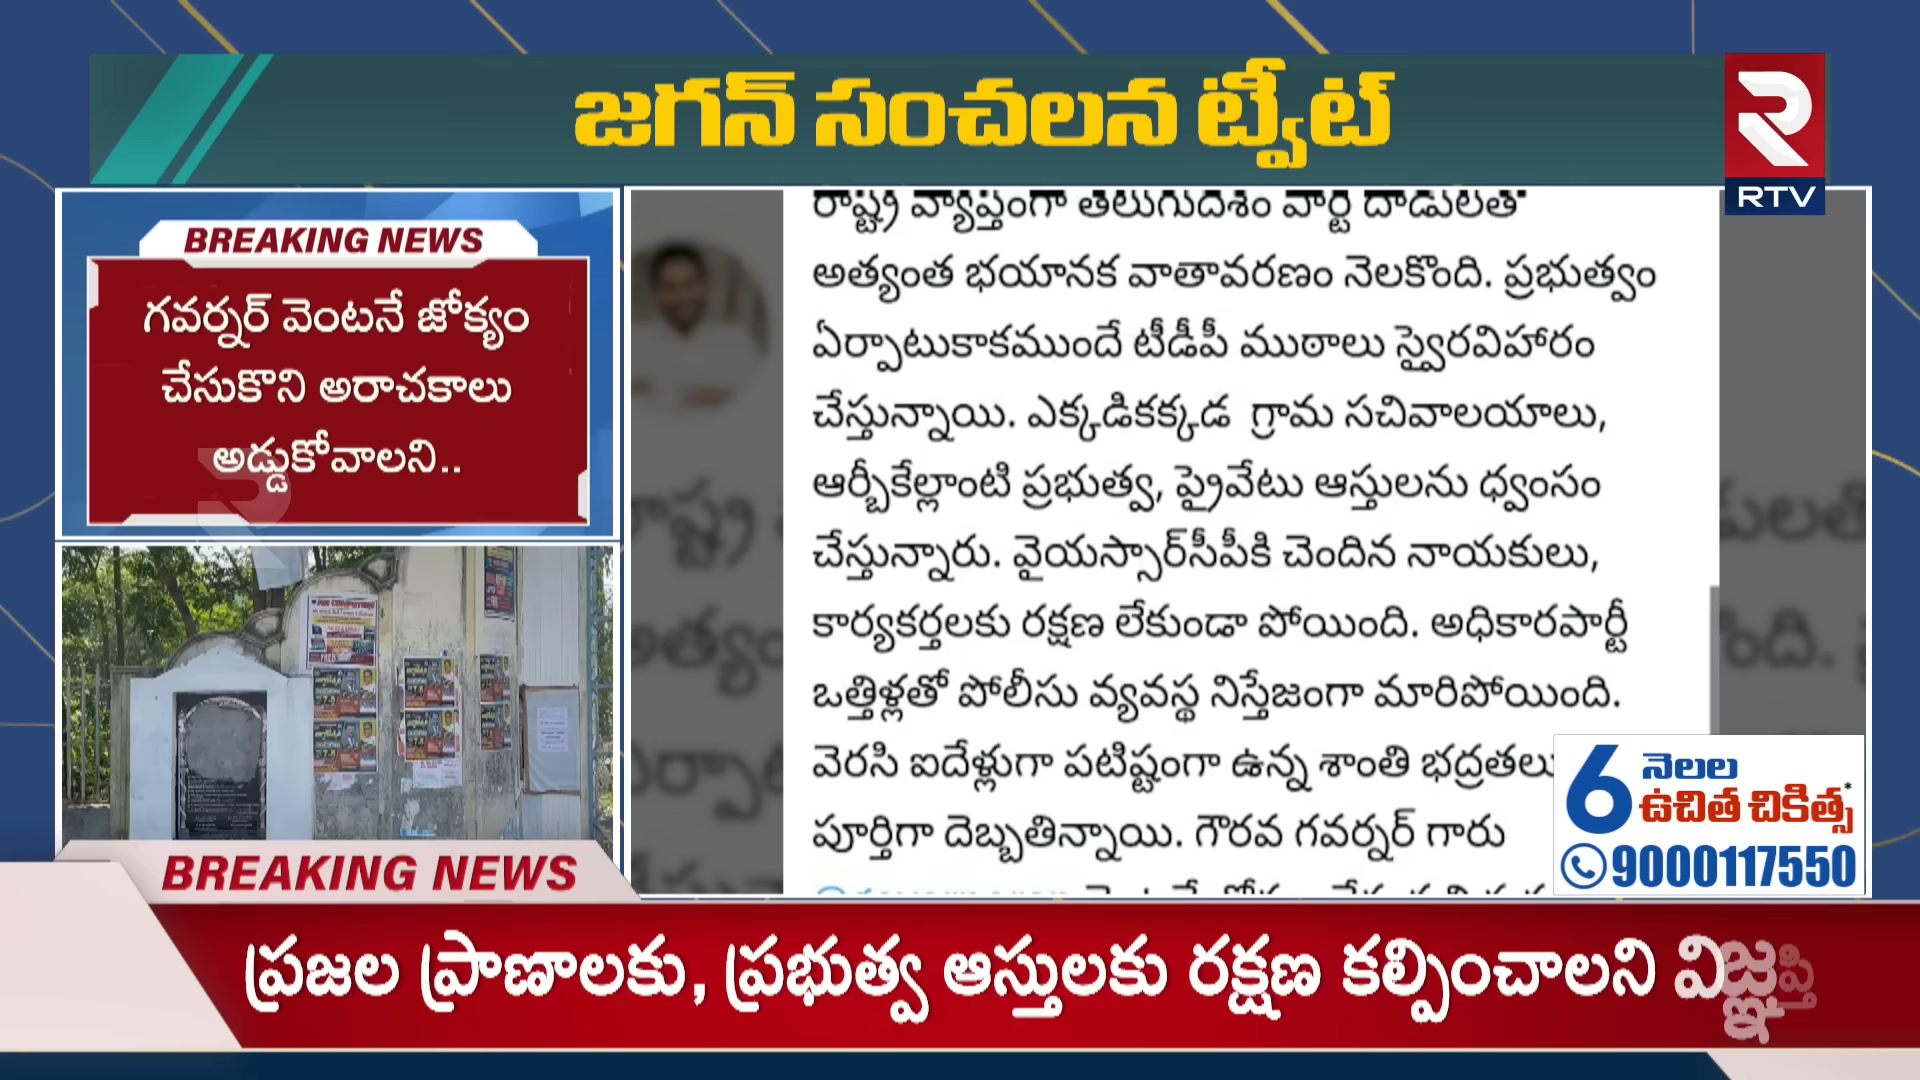 జగన్ సంచలన ట్వీట్
RTV
BREAKING NEWS
గవర్నర్ వెంటనే జోక్యం
చేసుకొని అరాచకాలు
అడ్డుకోవాలని..
రాష్ట్ర వ్యాప్తంగా తెలుగుదేశం పార్టీ దాడులతో
అత్యంత భయానక వాతావరణం నెలకొంది. ప్రభుత్వం
ఏర్పాటుకాకముందే టీడీపీ ముఠాలు స్వైరవిహారం
చేస్తున్నాయి. ఎక్కడికక్కడ గ్రామ సచివాలయాలు,
ఆర్బీకేల్లాంటి ప్రభుత్వ, ప్రైవేటు ఆస్తులను ధ్వంసం
చేస్తున్నారు. వైయస్సార్‌సీపీకి చెందిన నాయకులు,
కార్యకర్తలకు రక్షణ లేకుండా పోయింది. అధికారపార్టీ
ఒత్తిళ్లతో పోలీసు వ్యవస్థ నిస్తేజంగా మారిపోయింది.
వెరసి ఐదేళ్లుగా పటిష్టంగా ఉన్న శాంతి భద్రతలు
పూర్తిగా దెబ్బతిన్నాయి. గౌరవ గవర్నర్ గారు
6 నెలల
ఉచిత చికిత్స*
9000117550
BREAKING NEWS
ప్రజల ప్రాణాలకు, ప్రభుత్వ ఆస్తులకు రక్షణ కల్పించాలని విజ్ఞప్తి